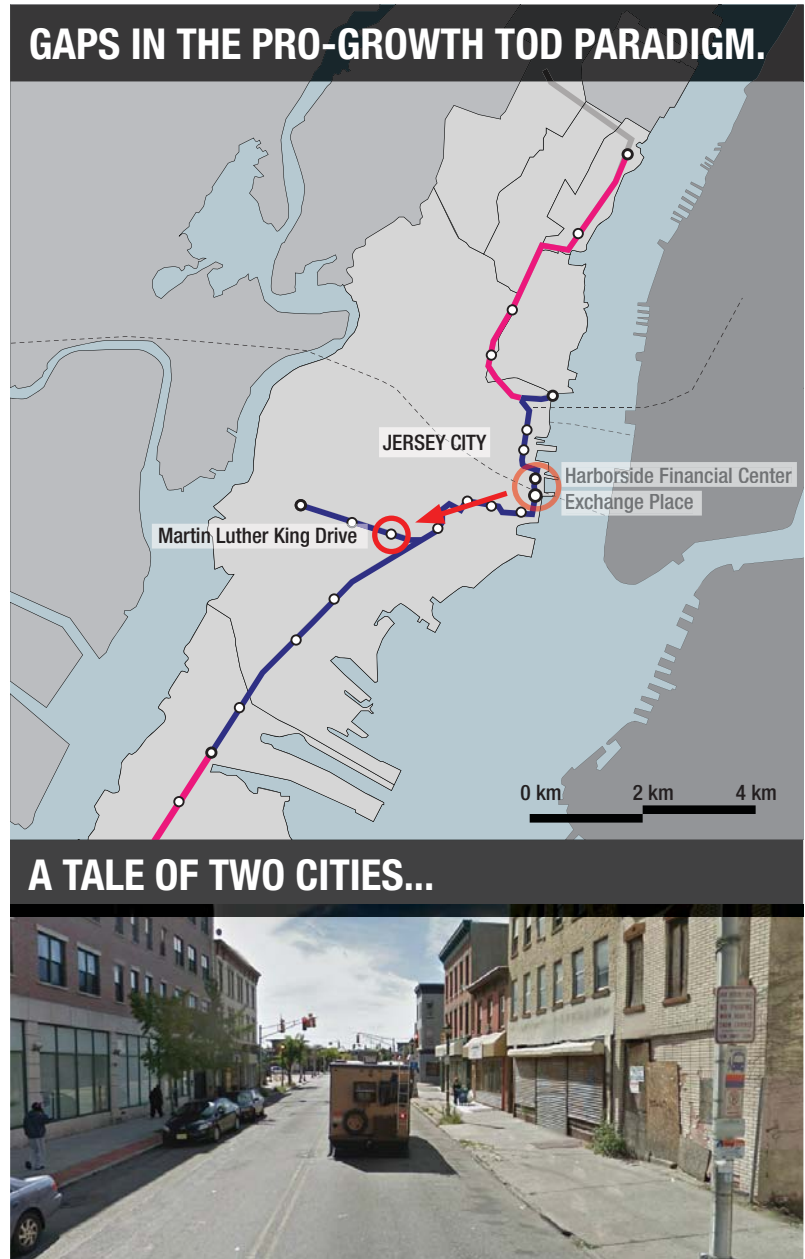 GAPS IN THE PRO-GROWTH TOD PARADIGM.
JERSEY CITY
Harborside Financial Center
Exchange Place
Martin Luther King Drive
0 km 2 km 4 km
A TALE OF TWO CITIES...